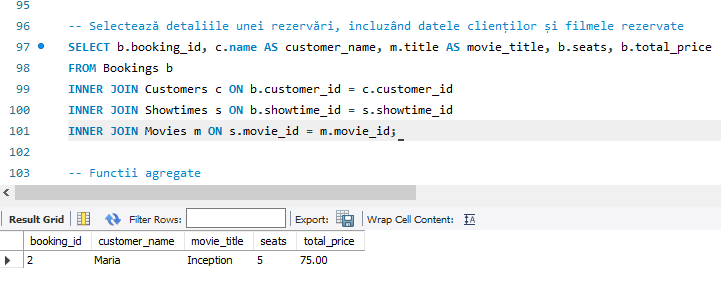 95
96 -- Selectează detaliile unei rezervări, incluzând datele clienților și filmele rezervate
97 SELECT b.booking_id, c.name AS customer_name, m.title AS movie_title, b.seats, b.total_price
98 FROM Bookings b
99 INNER JOIN Customers c ON b.customer_id = c.customer_id
100 INNER JOIN Showtimes s ON b.showtime_id = s.showtime_id
101 INNER JOIN Movies m ON s.movie_id = m.movie_id;
102
103 -- Functii agregate
Result Grid Filter Rows: Export: Wrap Cell Content: IA
booking_id customer_name movie_title seats total_price
2 Maria Inception 5 75.00